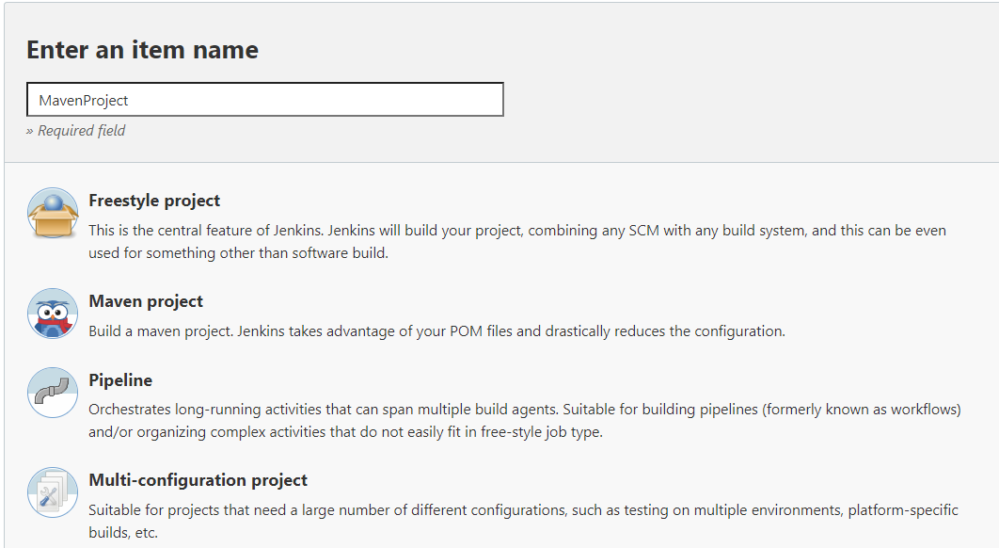 Enter an item name
MavenProject
» Required field
Freestyle project
This is the central feature of Jenkins. Jenkins will build your project, combining any SCM with any build system, and this can be even
used for something other than software build.
Maven project
Build a maven project. Jenkins takes advantage of your POM files and drastically reduces the configuration.
Pipeline
Orchestrates long-running activities that can span multiple build agents. Suitable for building pipelines (formerly known as workflows)
and/or organizing complex activities that do not easily fit in free-style job type.
Multi-configuration project
Suitable for projects that need a large number of different configurations, such as testing on multiple environments, platform-specific
builds, etc.